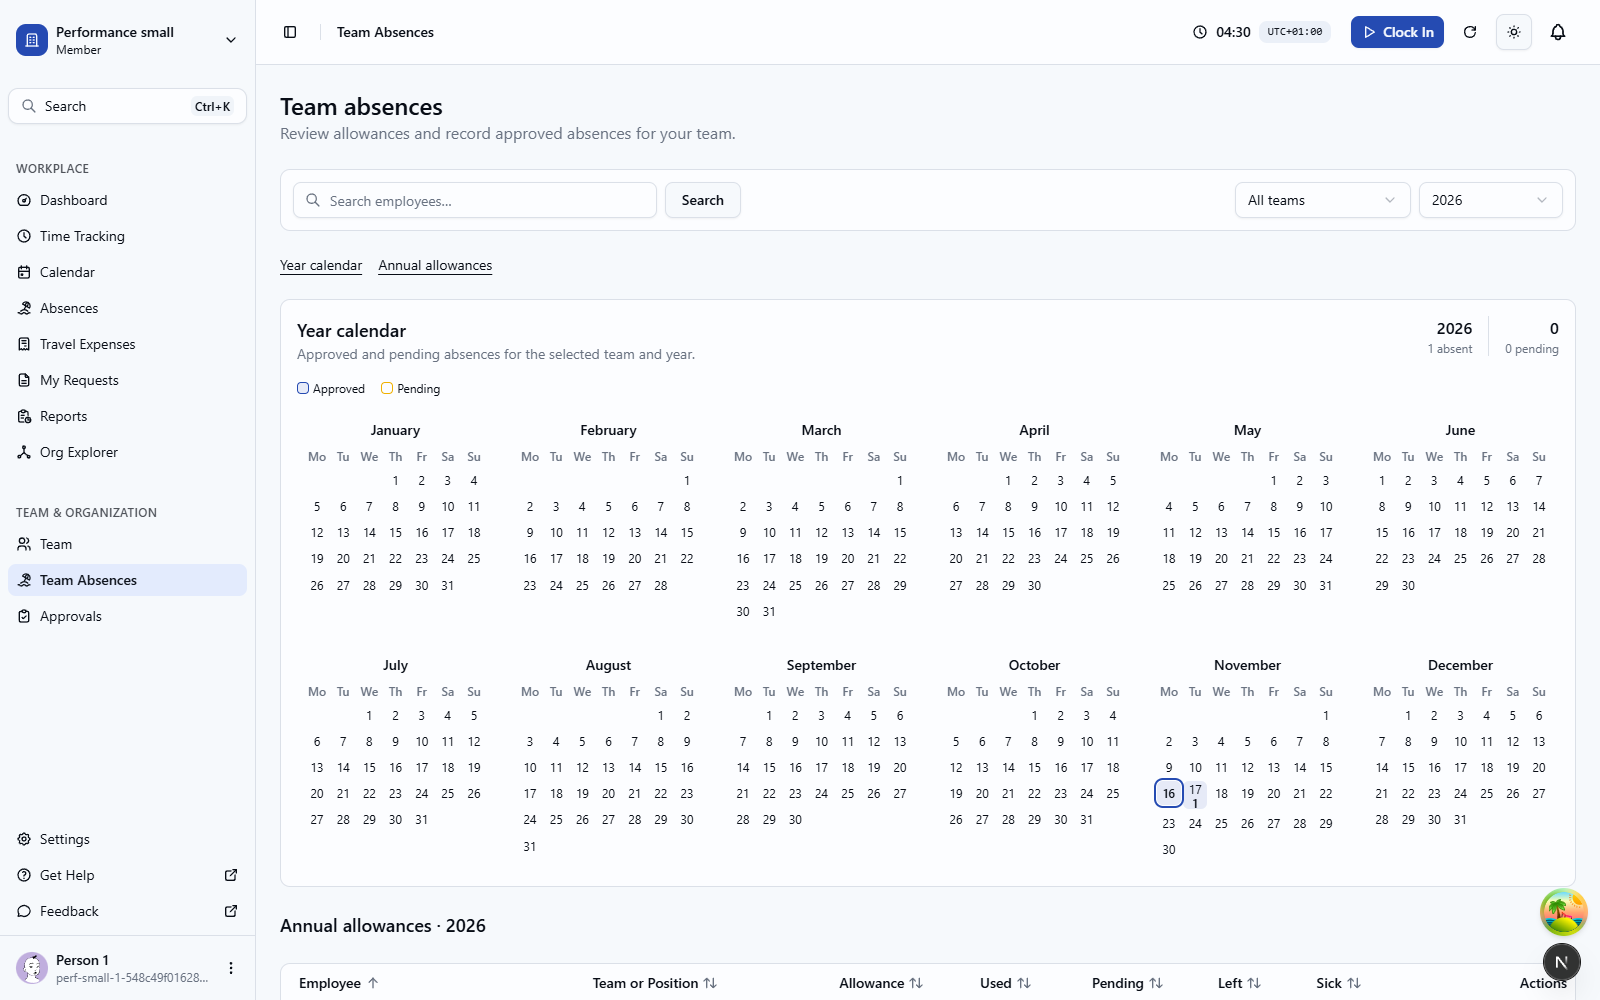 Performance small
Member
Search Ctrl+K
WORKPLACE
Dashboard
Time Tracking
Calendar
Absences
Travel Expenses
My Requests
Reports
Org Explorer
TEAM & ORGANIZATION
Team
Team Absences
Approvals
Settings
Get Help
Feedback
Person 1
perf-small-1-548c49f01628...
Team Absences
04:30 UTC+01:00 Clock In
Team absences
Review allowances and record approved absences for your team.
Search employees... Search All teams 2026
Year calendar Annual allowances
Year calendar
Approved and pending absences for the selected team and year.
2026 0
1 absent 0 pending
Approved Pending
January
Mo Tu We Th Fr Sa Su
1 2 3 4
5 6 7 8 9 10 11
12 13 14 15 16 17 18
19 20 21 22 23 24 25
26 27 28 29 30 31
February
Mo Tu We Th Fr Sa Su
1
2 3 4 5 6 7 8
9 10 11 12 13 14 15
16 17 18 19 20 21 22
23 24 25 26 27 28
March
Mo Tu We Th Fr Sa Su
1
2 3 4 5 6 7 8
9 10 11 12 13 14 15
16 17 18 19 20 21 22
23 24 25 26 27 28 29
30 31
April
Mo Tu We Th Fr Sa Su
1 2 3 4 5
6 7 8 9 10 11 12
13 14 15 16 17 18 19
20 21 22 23 24 25 26
27 28 29 30
May
Mo Tu We Th Fr Sa Su
1 2 3
4 5 6 7 8 9 10
11 12 13 14 15 16 17
18 19 20 21 22 23 24
25 26 27 28 29 30 31
June
Mo Tu We Th Fr Sa Su
1 2 3 4 5 6 7
8 9 10 11 12 13 14
15 16 17 18 19 20 21
22 23 24 25 26 27 28
29 30
July
Mo Tu We Th Fr Sa Su
1 2 3 4 5
6 7 8 9 10 11 12
13 14 15 16 17 18 19
20 21 22 23 24 25 26
27 28 29 30 31
August
Mo Tu We Th Fr Sa Su
1 2
3 4 5 6 7 8 9
10 11 12 13 14 15 16
17 18 19 20 21 22 23
24 25 26 27 28 29 30
31
September
Mo Tu We Th Fr Sa Su
1 2 3 4 5 6
7 8 9 10 11 12 13
14 15 16 17 18 19 20
21 22 23 24 25 26 27
28 29 30
October
Mo Tu We Th Fr Sa Su
1 2 3 4
5 6 7 8 9 10 11
12 13 14 15 16 17 18
19 20 21 22 23 24 25
26 27 28 29 30 31
November
Mo Tu We Th Fr Sa Su
1
2 3 4 5 6 7 8
9 10 11 12 13 14 15
16 17 18 19 20 21 22
1
23 24 25 26 27 28 29
30
December
Mo Tu We Th Fr Sa Su
1 2 3 4 5 6
7 8 9 10 11 12 13
14 15 16 17 18 19 20
21 22 23 24 25 26 27
28 29 30 31
Annual allowances · 2026
Employee Team or Position Allowance Used Pending Left Sick Actions
N